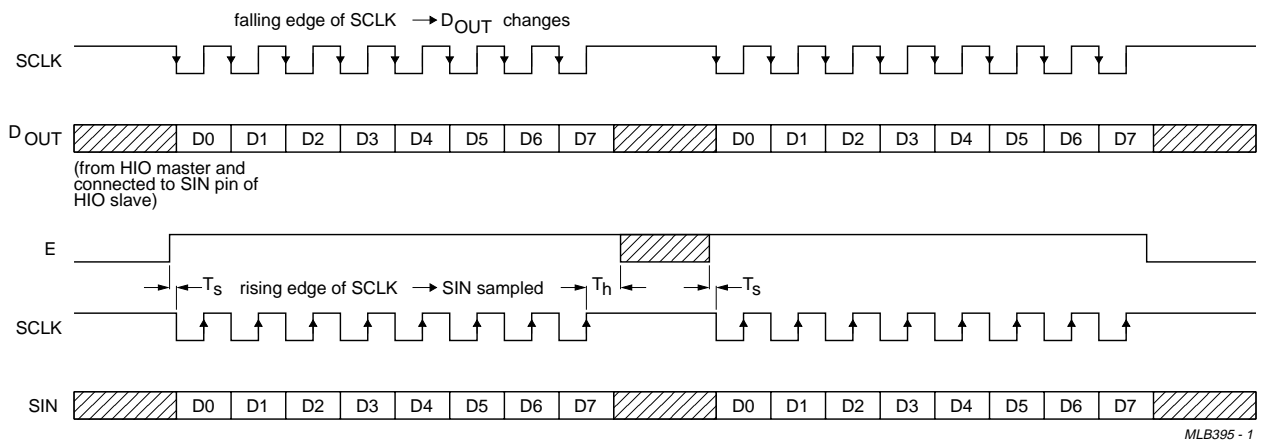 falling edge of SCLK → DOUT changes
SCLK
DOUT D0 D1 D2 D3 D4 D5 D6 D7 D0 D1 D2 D3 D4 D5 D6 D7
(from HIO master and
connected to SIN pin of
HIO slave)
E
Ts rising edge of SCLK → SIN sampled Th Ts
SCLK
SIN D0 D1 D2 D3 D4 D5 D6 D7 D0 D1 D2 D3 D4 D5 D6 D7
MLB395 - 1